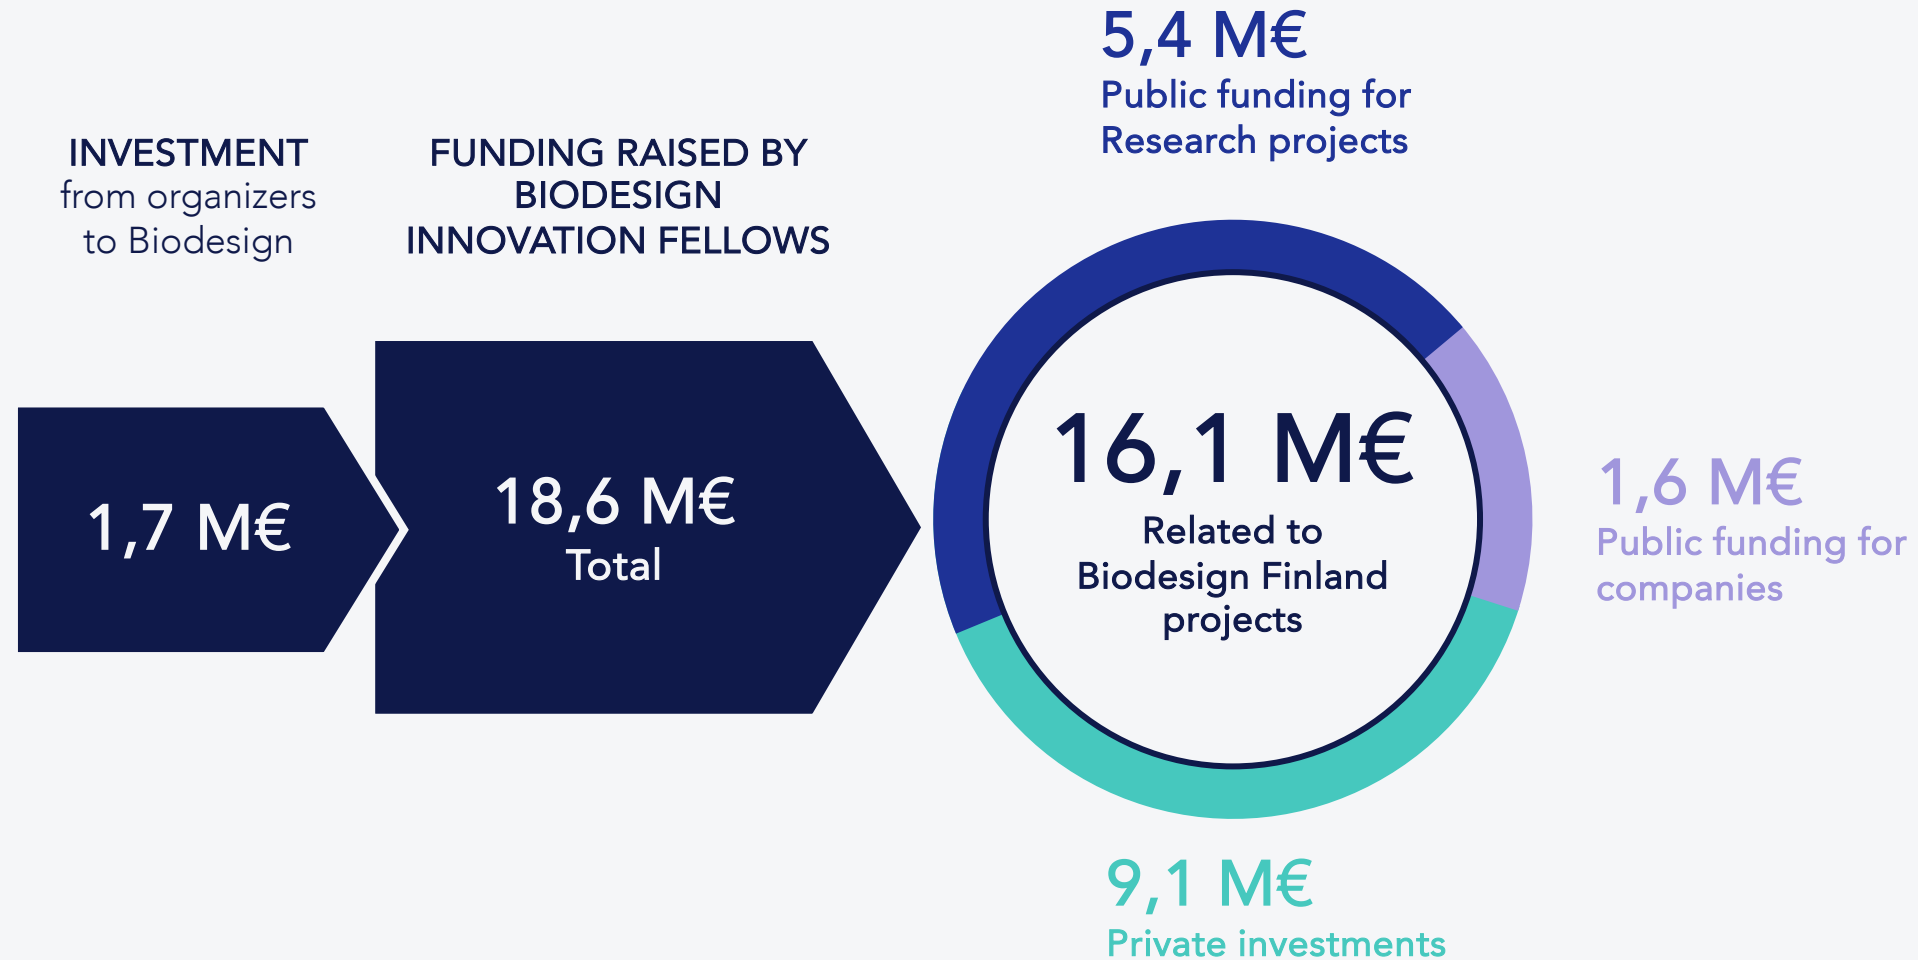 INVESTMENT
from organizers
to Biodesign
1,7 M€
FUNDING RAISED BY
BIODESIGN
INNOVATION FELLOWS
18,6 M€
Total
5,4 M€
Public funding for
Research projects
16,1 M€
Related to
Biodesign Finland
projects
1,6 M€
Public funding for
companies
9,1 M€
Private investments